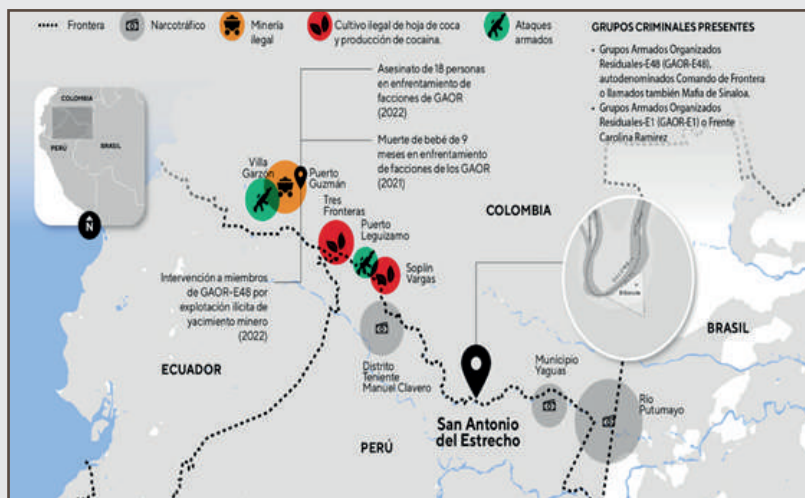 Frontera
Narcotráfico
Minería
ilegal
Cultivo ilegal de hoja de coca
y producción de cocaina.
Ataques
armados
GRUPOS CRIMINALES PRESENTES
• Grupos Armados Organizados
Residuales-E48 (GAOR-E48),
autodenominados Comando de Frontera
o llamados también Mafia de Sinaloa.
• Grupos Armados Organizados
Residuales-E1 (GAOR-E1) o Frente
Carolina Ramirez
COLOMBIA
PERÚ
BRASIL
N
Asesinato de 18 personas
en enfrentamiento de
facciones de GAOR
(2022)
Muerte de bebé de 9
meses en enfrentamiento
de facciones de los GAOR
(2021)
Villa
Garzón
Puerto
Guzmán
Tres
Fronteras
Puerto
Leguízamo
Soplín
Vargas
COLOMBIA
Intervención a miembros
de GAOR-E48 por
explotación ilícita de
yacimiento minero
(2022)
ECUADOR
Distrito
Teniente
Manuel Clavero
San Antonio
del Estrecho
PERÚ
Municipio
Yaguas
Río
Putumayo
BRASIL